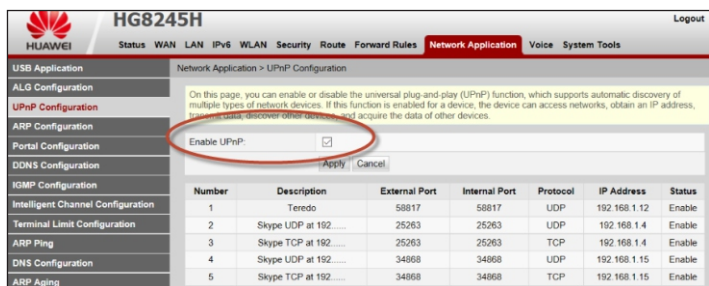 HG8245H
Logout
HUAWEI
Status WAN LAN IPv6 WLAN Security Route Forward Rules Network Application Voice System Tools
USB Application
Network Application > UPnP Configuration
ALG Configuration
UPnP Configuration
ARP Configuration
Portal Configuration
DDNS Configuration
IGMP Configuration
Intelligent Channel Configuration
Terminal Limit Configuration
ARP Ping
DNS Configuration
ARP Aging
On this page, you can enable or disable the universal plug-and-play (UPnP) function, which supports automatic discovery of
multiple types of network devices. If this function is enabled for a device, the device can access networks, obtain an IP address,
transmit data, discover other devices, and acquire the data of other devices.
Enable UPnP:
Apply Cancel
Number Description External Port Internal Port Protocol IP Address Status
1 Teredo 58817 58817 UDP 192.168.1.12 Enable
2 Skype UDP at 192...... 25263 25263 UDP 192.168.1.4 Enable
3 Skype TCP at 192...... 25263 25263 TCP 192.168.1.4 Enable
4 Skype UDP at 192...... 34868 34868 UDP 192.168.1.15 Enable
5 Skype TCP at 192...... 34868 34868 TCP 192.168.1.15 Enable